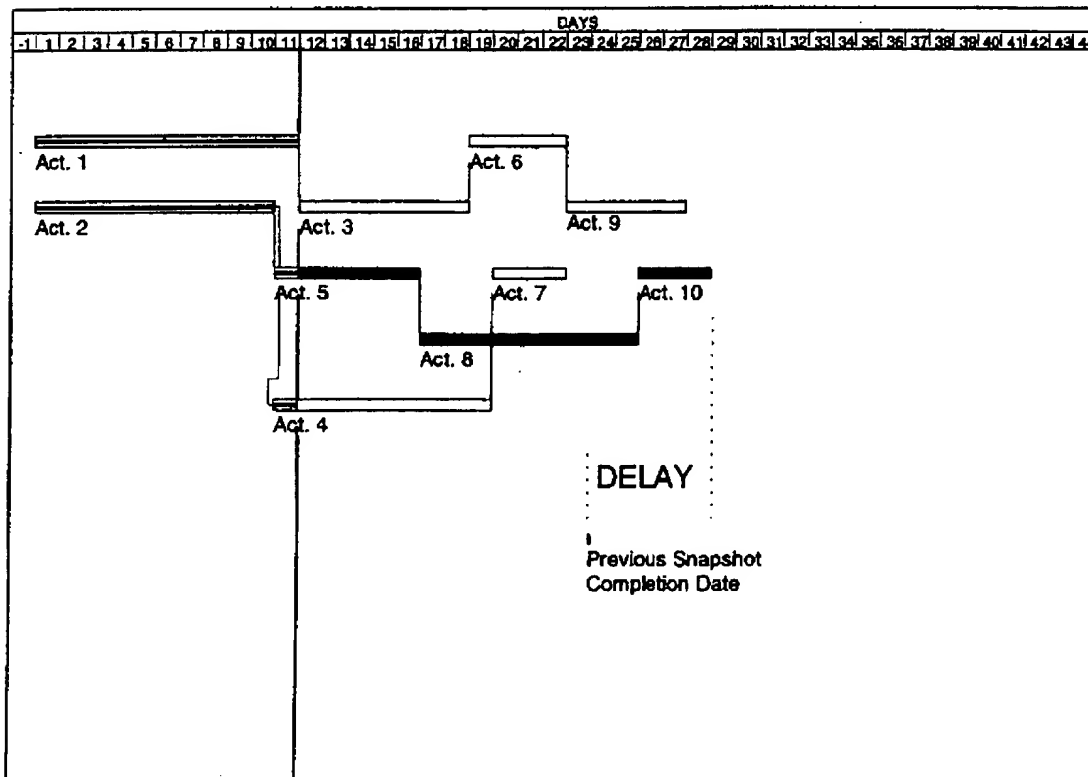 DAYS
-1 1 2 3 4 5 6 7 8 9 10 11 12 13 14 15 16 17 18 19 20 21 22 23 24 25 26 27 28 29 30 31 32 33 34 35 36 37 38 39 40 41 42 43 4
Act. 1
Act. 6
Act. 2
Act. 3
Act. 9
Act. 5
Act. 7
Act. 10
Act. 8
Act. 4
DELAY
Previous Snapshot
Completion Date